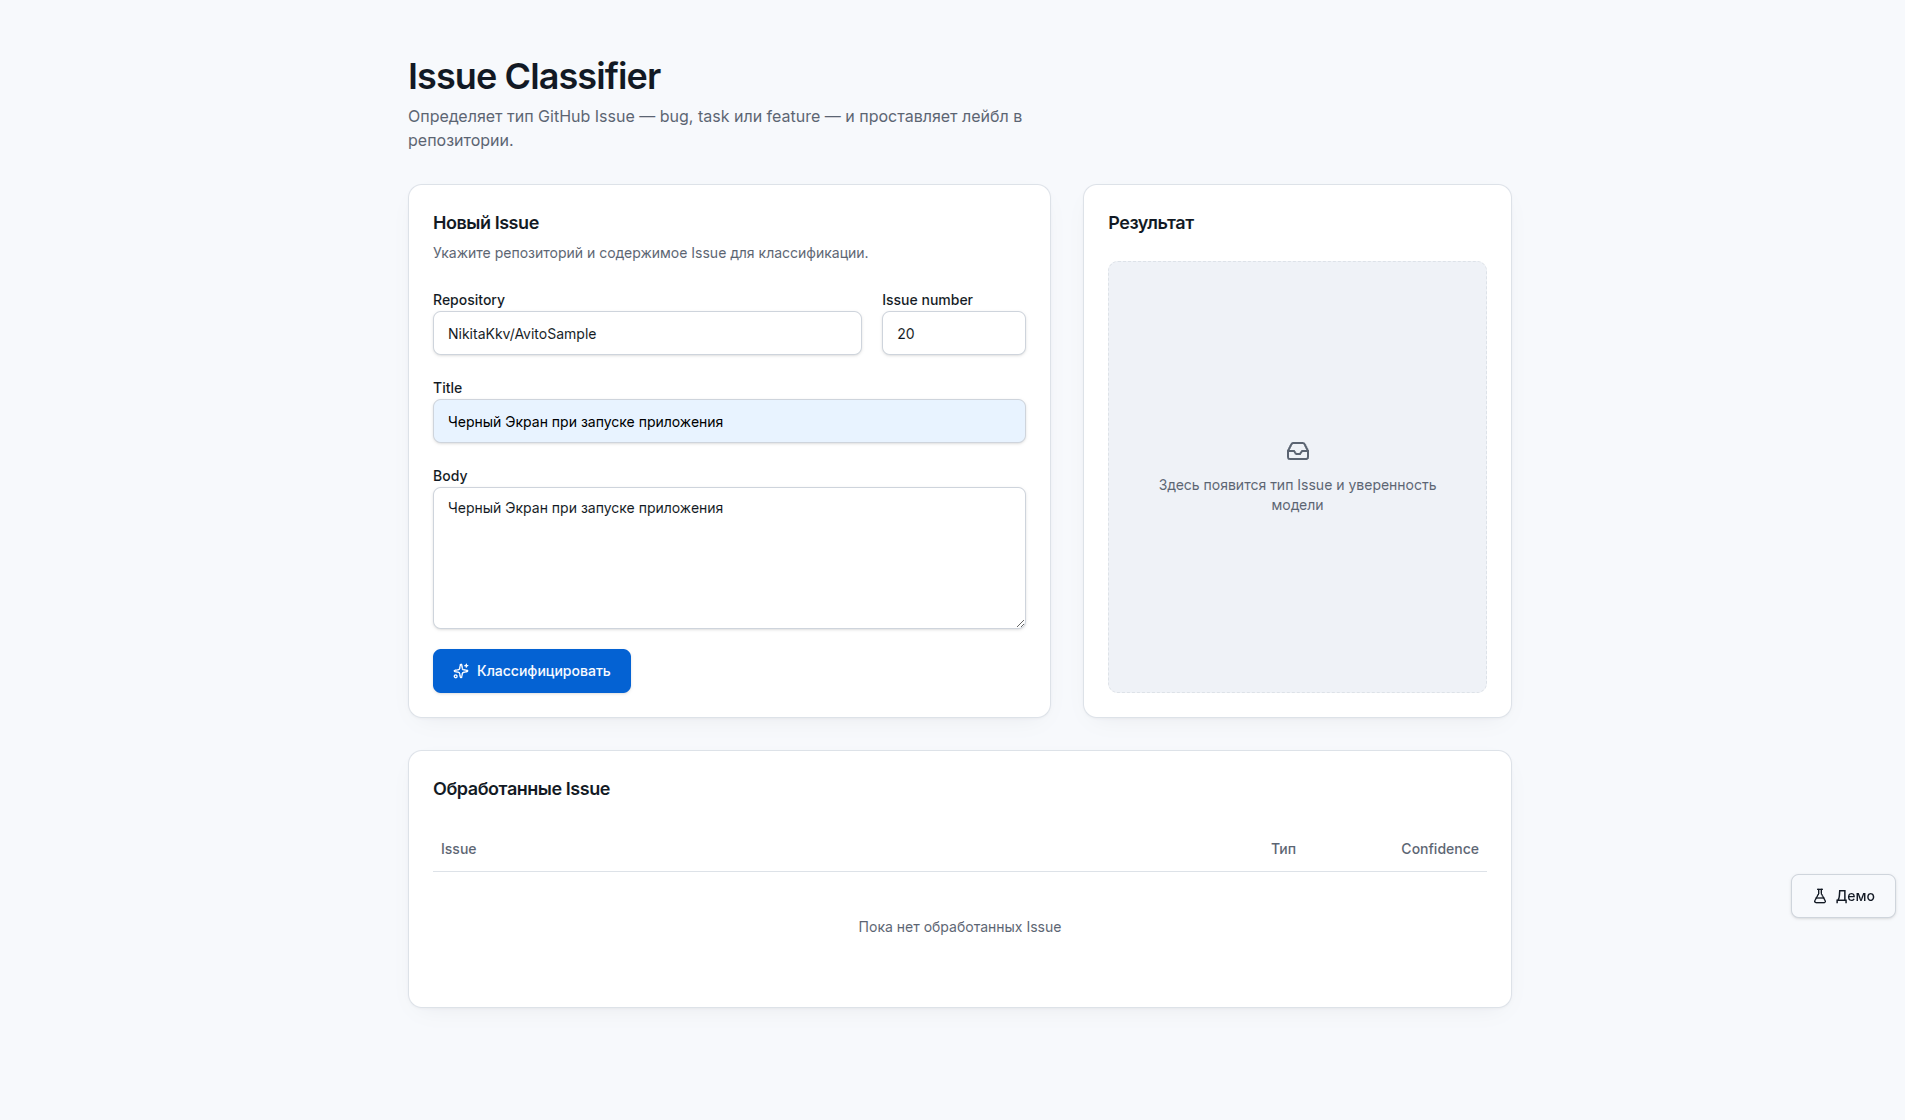 Issue Classifier
Определяет тип GitHub Issue — bug, task или feature — и проставляет лейбл в
репозитории.
Новый Issue
Укажите репозиторий и содержимое Issue для классификации.
Repository
Issue number
NikitaKkv/AvitoSample
20
Title
Черный Экран при запуске приложения
Body
Черный Экран при запуске приложения
Классифицировать
Результат
Здесь появится тип Issue и уверенность
модели
Обработанные Issue
Issue
Тип
Confidence
Пока нет обработанных Issue
Демо